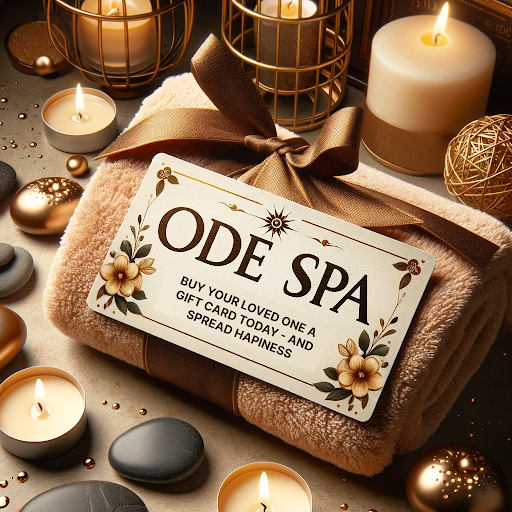 ODE SPA
BUY YOUR LOVED ONE A
GIFT CARD TODAY - AND
SPREAD HAPINESS